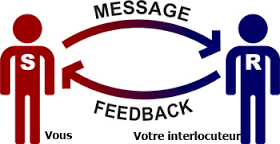 MESSAGE
S R
FEEDBACK
Vous Votre interlocuteur